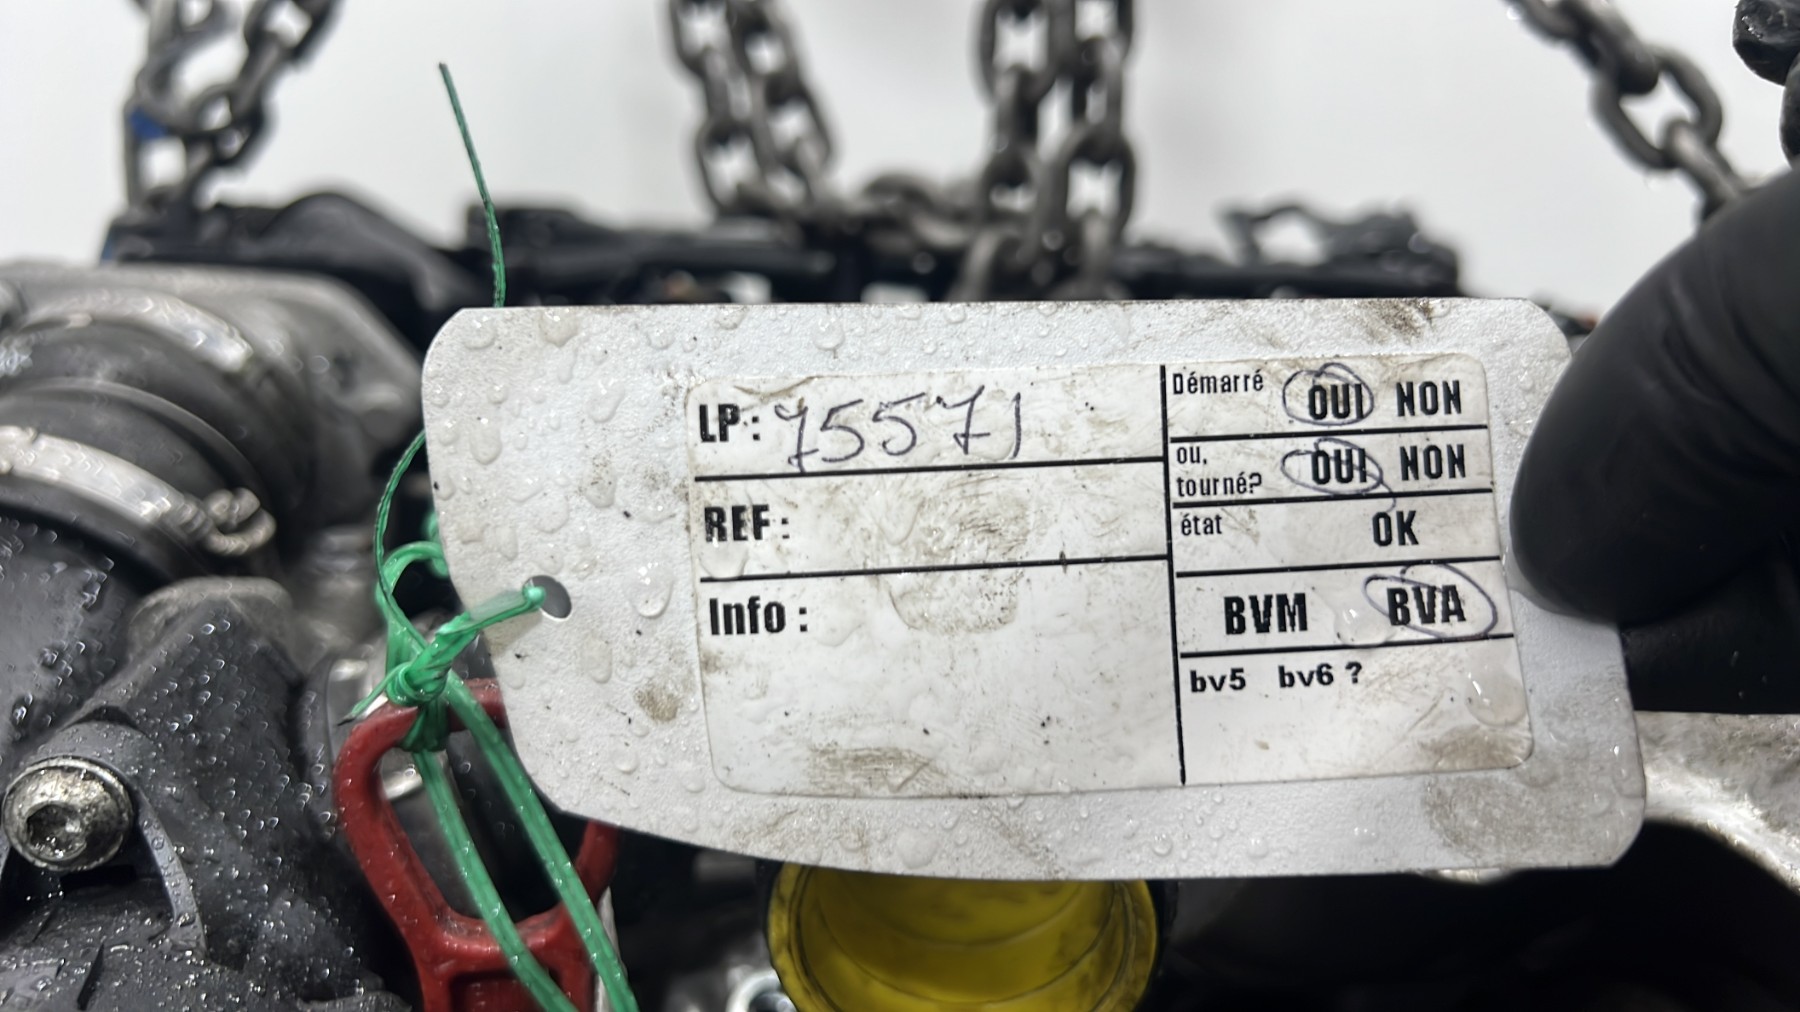 LP: 75571
REF:
Info :
Démarré OUI NON
ou,
tourné? OUI NON
état OK
BVM BVA
bv5 bv6 ?